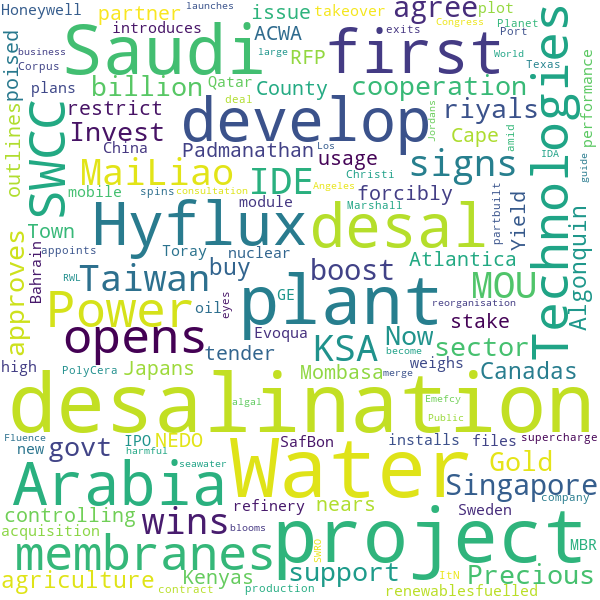 Honeywell
partner
takeover
launches
introduces
issue
agree
plot
Planet
Congress
exits
Port
World
Texas
business
Corpus
poised
Saudi
ACWA
RFP
first
large
amid
plans
billion
Qatar
County
cooperation
deal
restrict
riyals
performance
outlines
SWCC
Invest
China
Padmanathan
develop
usage
Cape
Jordans
Los
IDA
guide
MaiLiao
IDE
signs
Technologies
mobile
spins
consultation
Christi
Angeles
Marshall
forcibly
module
Town
appoints
Hyflux
desal
partbuilt
Yield
Algonquin
approves
Bahrain
Toray
nuclear
Atlantica
Taiwan
buy
boost
MOU
RWL
GE
oil
eyes
plant
reorganisation
Power
opens
Evoqua
KSA
Now
stake
tender
become
merge
sector
high
PolyCera
Japans
Mombasa
weighs
Canadas
desalination
algal
Emefcy
Public
Fluence
new
govt
IPO
NEDO
harmful
SafBon
installs
files
supercharge
Water
Gold
Arabia
seawater
controlling
wins
refinery
nears
Singapore
company
Sweden
acquisition
blooms
membranes
SWRO
project
MBR
agriculture
Kenyas
support
ItN
Precious
contract
production
renewablesfuelled